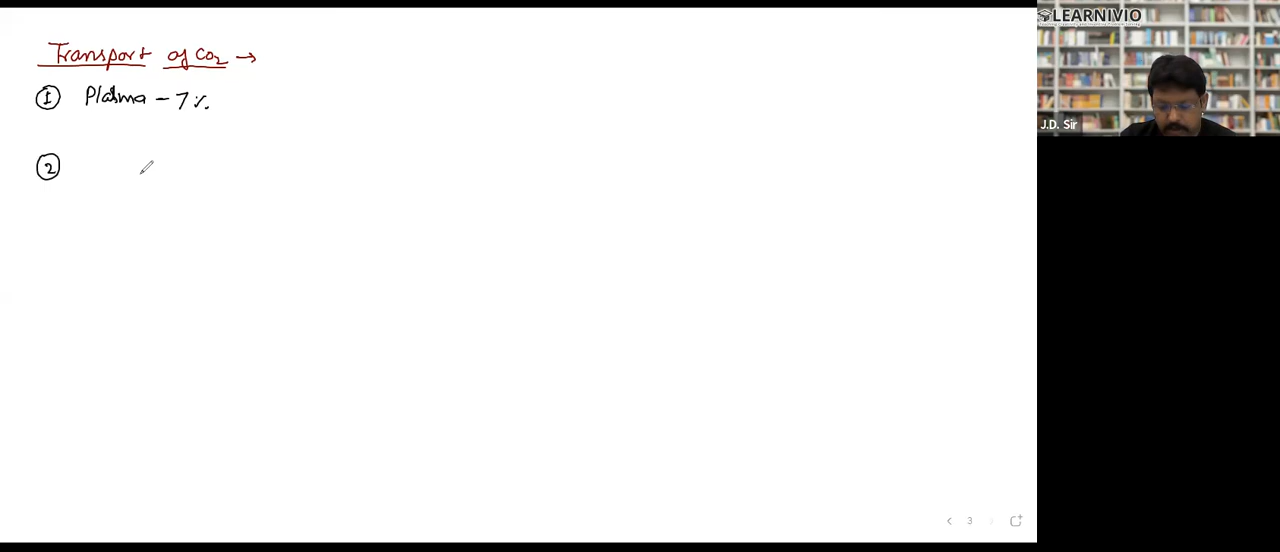 Transport of CO2 →
① Plasma - 7%.
②
LEARNIVIO
J.D. Sir
3